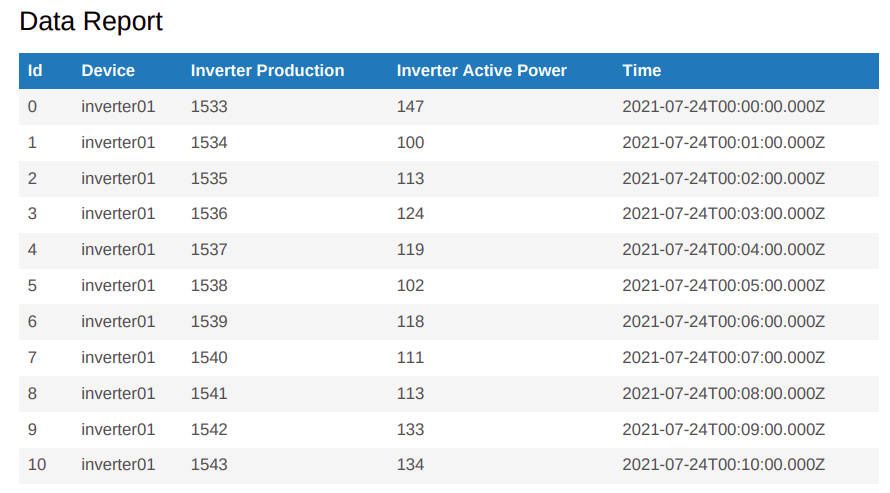 Data Report
Id Device Inverter Production Inverter Active Power Time
0 inverter01 1533 147 2021-07-24T00:00:00.000Z
1 inverter01 1534 100 2021-07-24T00:01:00.000Z
2 inverter01 1535 113 2021-07-24T00:02:00.000Z
3 inverter01 1536 124 2021-07-24T00:03:00.000Z
4 inverter01 1537 119 2021-07-24T00:04:00.000Z
5 inverter01 1538 102 2021-07-24T00:05:00.000Z
6 inverter01 1539 118 2021-07-24T00:06:00.000Z
7 inverter01 1540 111 2021-07-24T00:07:00.000Z
8 inverter01 1541 113 2021-07-24T00:08:00.000Z
9 inverter01 1542 133 2021-07-24T00:09:00.000Z
10 inverter01 1543 134 2021-07-24T00:10:00.000Z